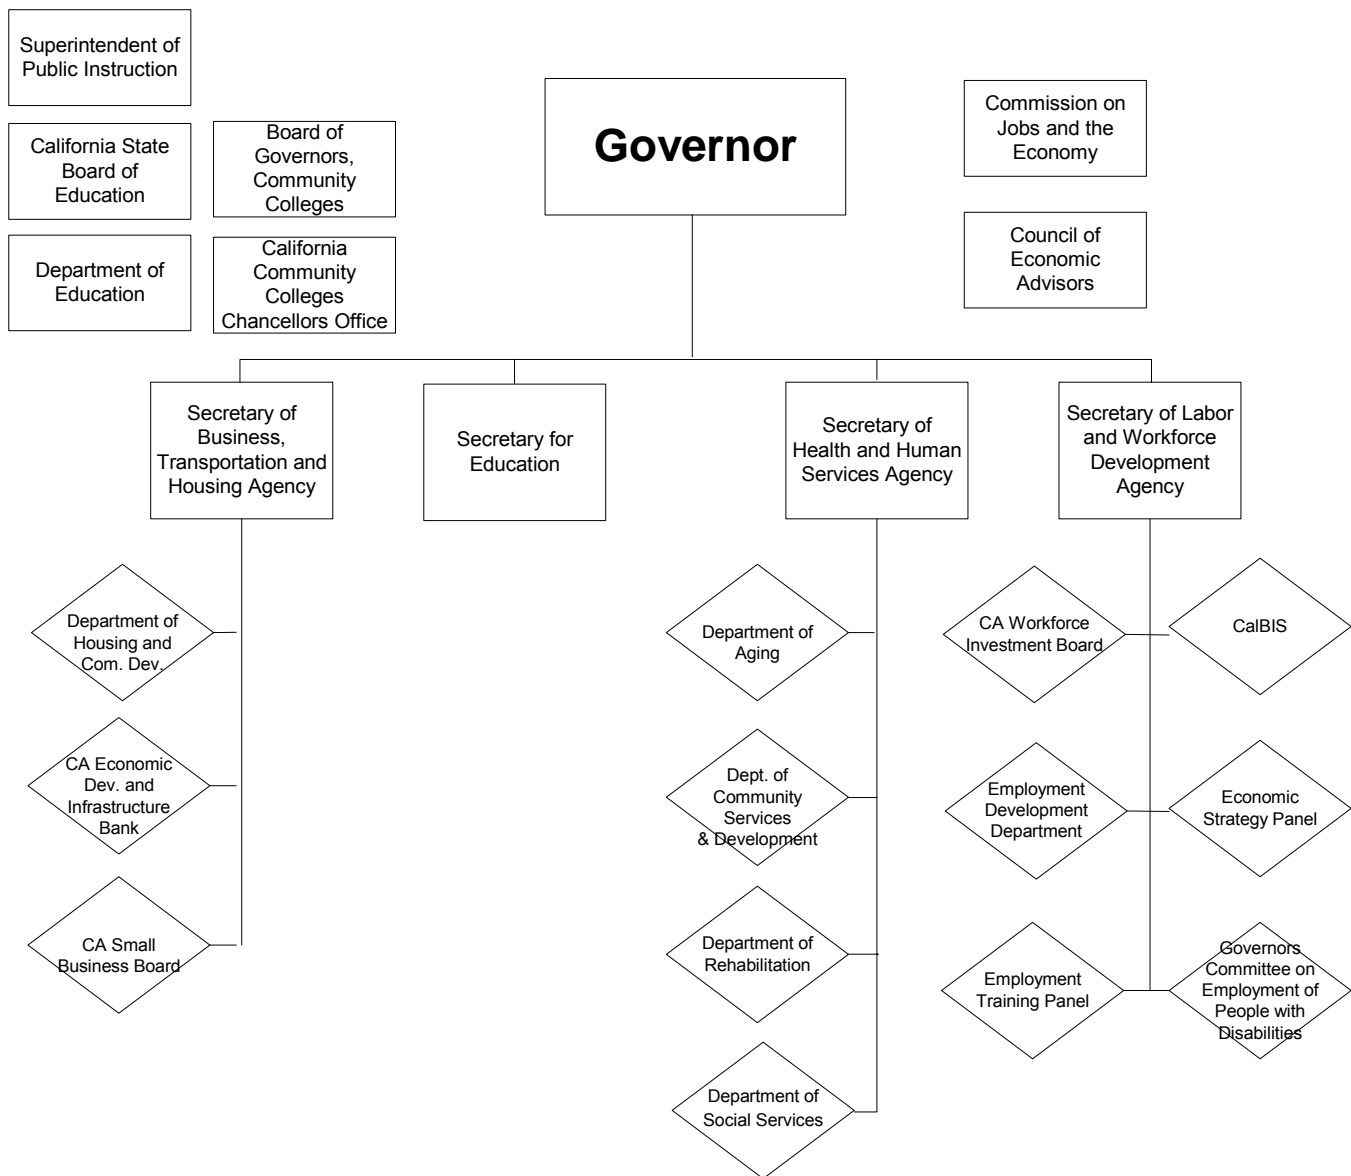 Superintendent of
Public Instruction
California State
Board of
Education
Board of
Governors,
Community
Colleges
Department of
Education
California
Community
Colleges
Chancellors Office
Governor
Commission on
Jobs and the
Economy
Council of
Economic
Advisors
Secretary of
Business,
Transportation and
Housing Agency
Secretary for
Education
Secretary of
Health and Human
Services Agency
Secretary of Labor
and Workforce
Development
Agency
Department of
Housing and
Com. Dev.
CA Economic
Dev. and
Infrastructure
Bank
CA Small
Business Board
Department of
Aging
Dept. of
Community
Services
& Development
Department of
Rehabilitation
Department of
Social Services
CA Workforce
Investment Board
CalBIS
Employment
Development
Department
Economic
Strategy Panel
Employment
Training Panel
Governors
Committee on
Employment of
People with
Disabilities